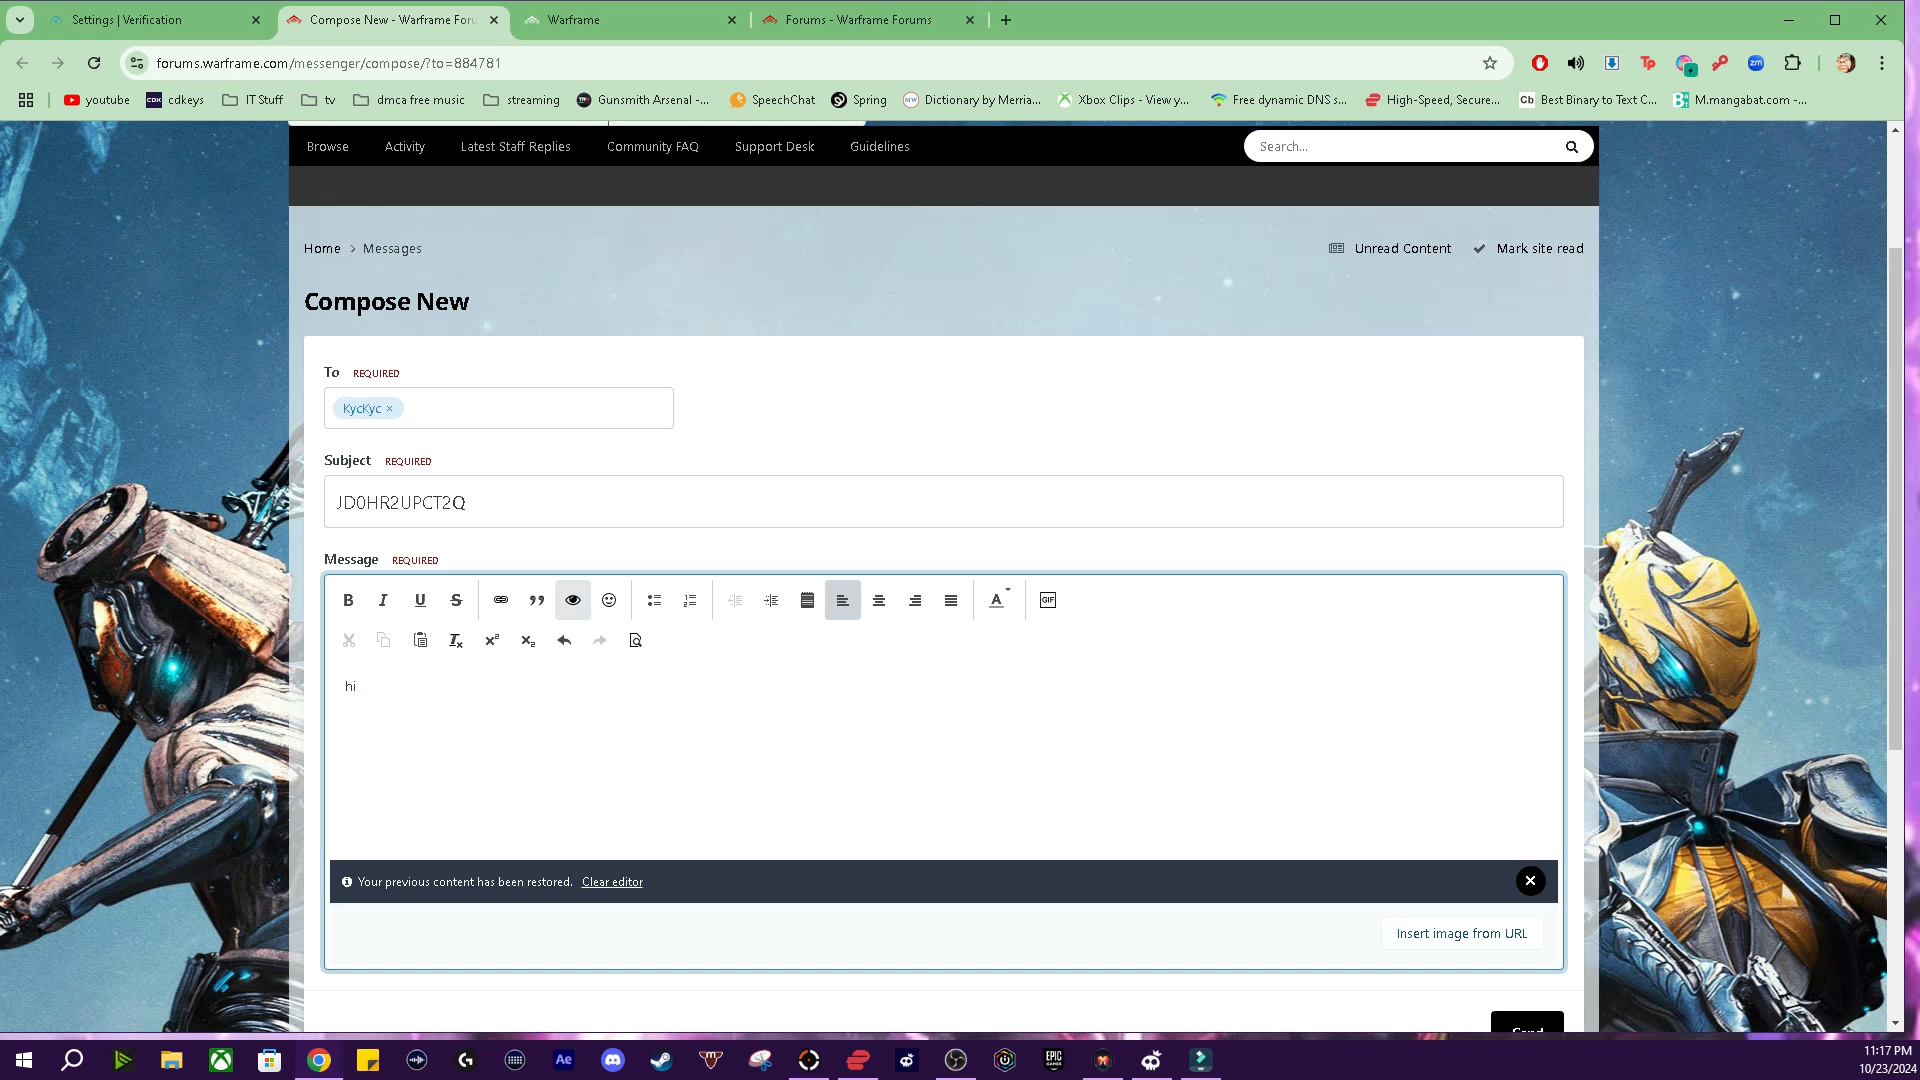 Settings | Verification
Compose New - Warframe Foru
Warframe
Forums - Warframe Forums
forums.warframe.com/messenger/compose/?to=884781
youtube
cdkeys
IT Stuff
tv
dmca free music
streaming
Gunsmith Arsenal -...
SpeechChat
Spring
Dictionary by Merria...
Xbox Clips - View y...
Free dynamic DNS s...
High-Speed, Secure...
Best Binary to Text C...
M.mangabat.com -...
Browse
Activity
Latest Staff Replies
Community FAQ
Support Desk
Guidelines
Search...
Home > Messages
Unread Content
Mark site read
Compose New
To REQUIRED
KycKyc ×
Subject REQUIRED
JD0HR2UPCT2Q
Message REQUIRED
hi
Your previous content has been restored. Clear editor
Insert image from URL
Send
11:17 PM
10/23/2024